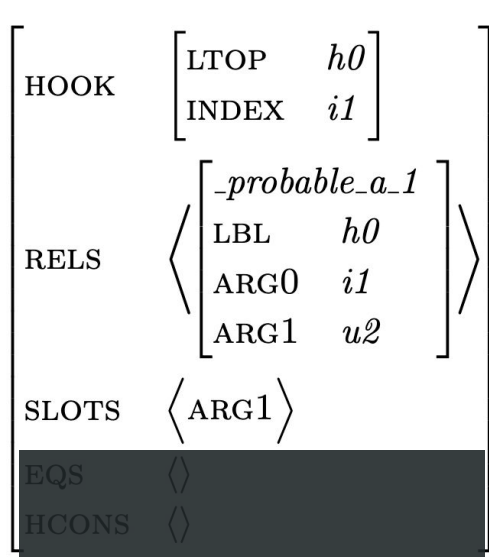 HOOK
LTOP h0
INDEX i1
RELS
_probable_a_1
LBL h0
ARG0 i1
ARG1 u2
SLOTS ⟨ARG1⟩
EQS ⟨⟩
HCONS ⟨⟩